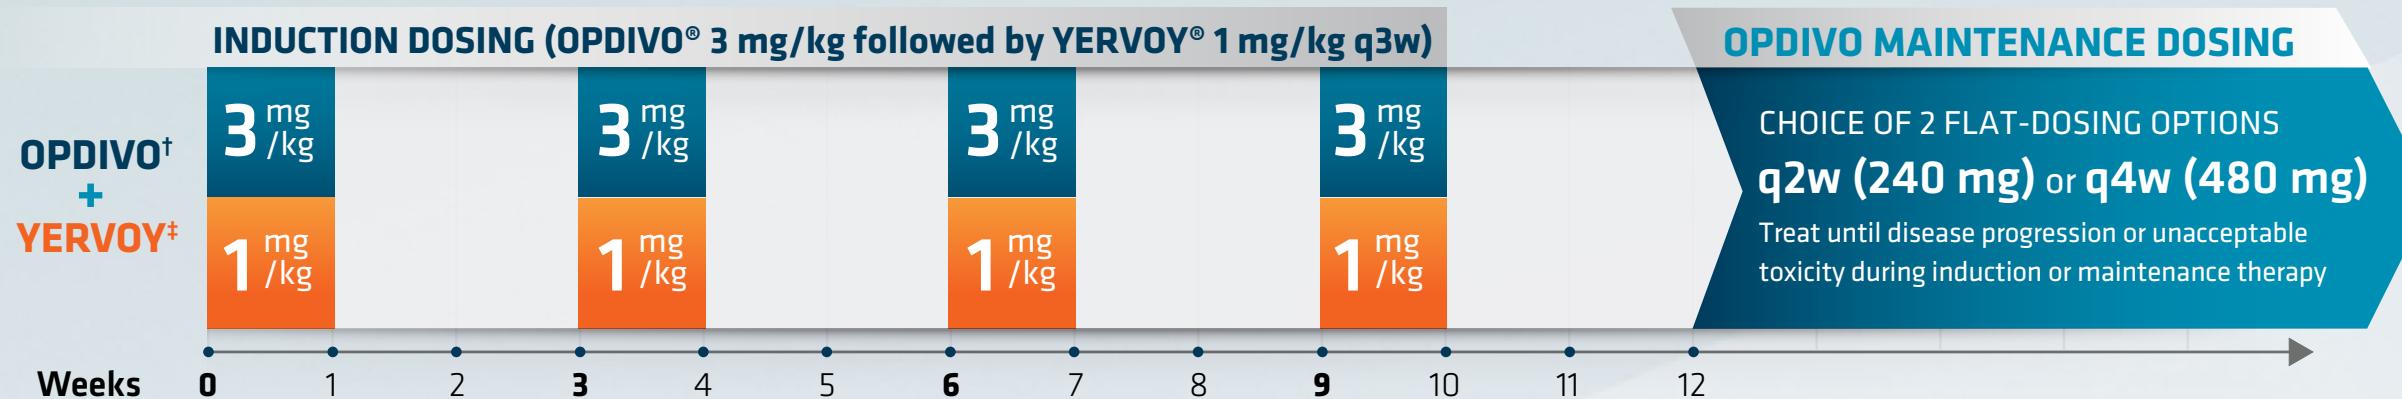 INDUCTION DOSING (OPDIVO® 3 mg/kg followed by YERVOY® 1 mg/kg q3w)
OPDIVO MAINTENANCE DOSING
OPDIVO†
+
YERVOY‡
3 mg/kg
3 mg/kg
3 mg/kg
3 mg/kg
1 mg/kg
1 mg/kg
1 mg/kg
1 mg/kg
CHOICE OF 2 FLAT-DOSING OPTIONS
q2w (240 mg) or q4w (480 mg)
Treat until disease progression or unacceptable
toxicity during induction or maintenance therapy
Weeks 0 1 2 3 4 5 6 7 8 9 10 11 12